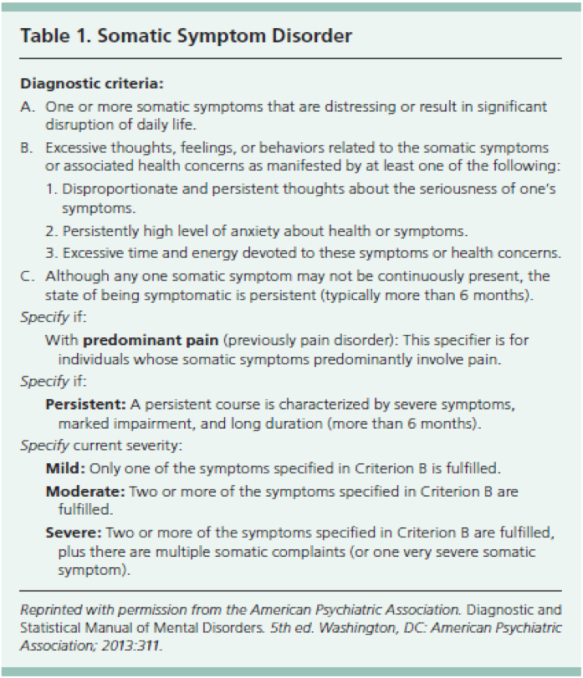 Table 1. Somatic Symptom Disorder
Diagnostic criteria:
A. One or more somatic symptoms that are distressing or result in significant
disruption of daily life.
B. Excessive thoughts, feelings, or behaviors related to the somatic symptoms
or associated health concerns as manifested by at least one of the following:
1. Disproportionate and persistent thoughts about the seriousness of one's
symptoms.
2. Persistently high level of anxiety about health or symptoms.
3. Excessive time and energy devoted to these symptoms or health concerns.
C. Although any one somatic symptom may not be continuously present, the
state of being symptomatic is persistent (typically more than 6 months).
Specify if:
With predominant pain (previously pain disorder): This specifier is for
individuals whose somatic symptoms predominantly involve pain.
Specify if:
Persistent: A persistent course is characterized by severe symptoms,
marked impairment, and long duration (more than 6 months).
Specify current severity:
Mild: Only one of the symptoms specified in Criterion B is fulfilled.
Moderate: Two or more of the symptoms specified in Criterion B are
fulfilled.
Severe: Two or more of the symptoms specified in Criterion B are fulfilled,
plus there are multiple somatic complaints (or one very severe somatic
symptom).
Reprinted with permission from the American Psychiatric Association. Diagnostic and
Statistical Manual of Mental Disorders. 5th ed. Washington, DC: American Psychiatric
Association; 2013:311.